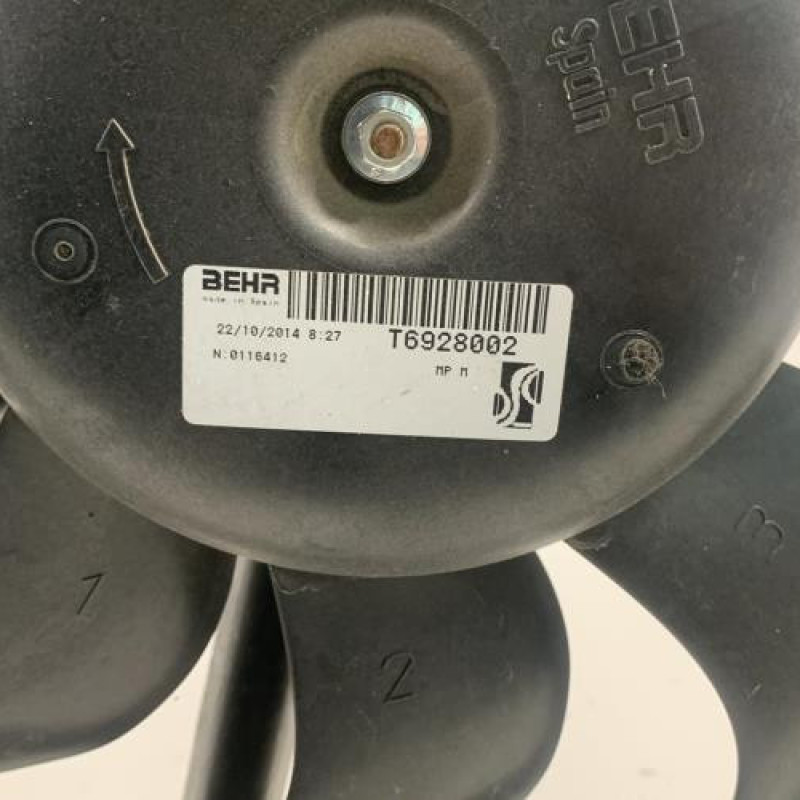 BEHR
spain
BEHR
made in Spain
22/10/2014 8:27
T6928002
N:0116412
MP M
1
2
3